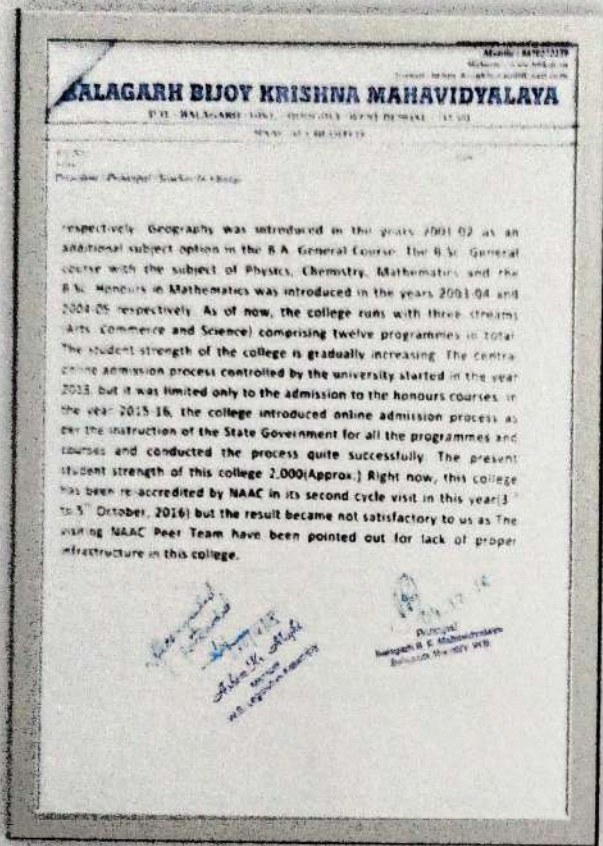 BALAGARH BIJOY KRISHNA MAHAVIDYALAYA
respectively. Geography was introduced in the years 2001-02 as an
additional subject option in the B.A. General Course. The B.Sc. General
course with the subject of Physics, Chemistry, Mathematics and the
B.Sc. Honours in Mathematics was introduced in the years 2003-04 and
2004-05 respectively. As of now, the college runs with three streams
(Arts, Commerce and Science) comprising twelve programmes in total.
The student strength of the college is gradually increasing. The central
online admission process controlled by the university started in the year
2013, but it was limited only to the admission to the honours courses. In
the year 2015-16, the college introduced online admission process as
per the instruction of the State Government for all the programmes and
courses and conducted the process quite successfully. The present
student strength of this college 2,000(Approx.) Right now, this college
has been re-accredited by NAAC in its second cycle visit in this year(3
to 5th October, 2016) but the result became not satisfactory to us as The
visiting NAAC Peer Team have been pointed out for lack of proper
infrastructure in this college.
Principal
Balagarh B. K. Mahavidyalaya